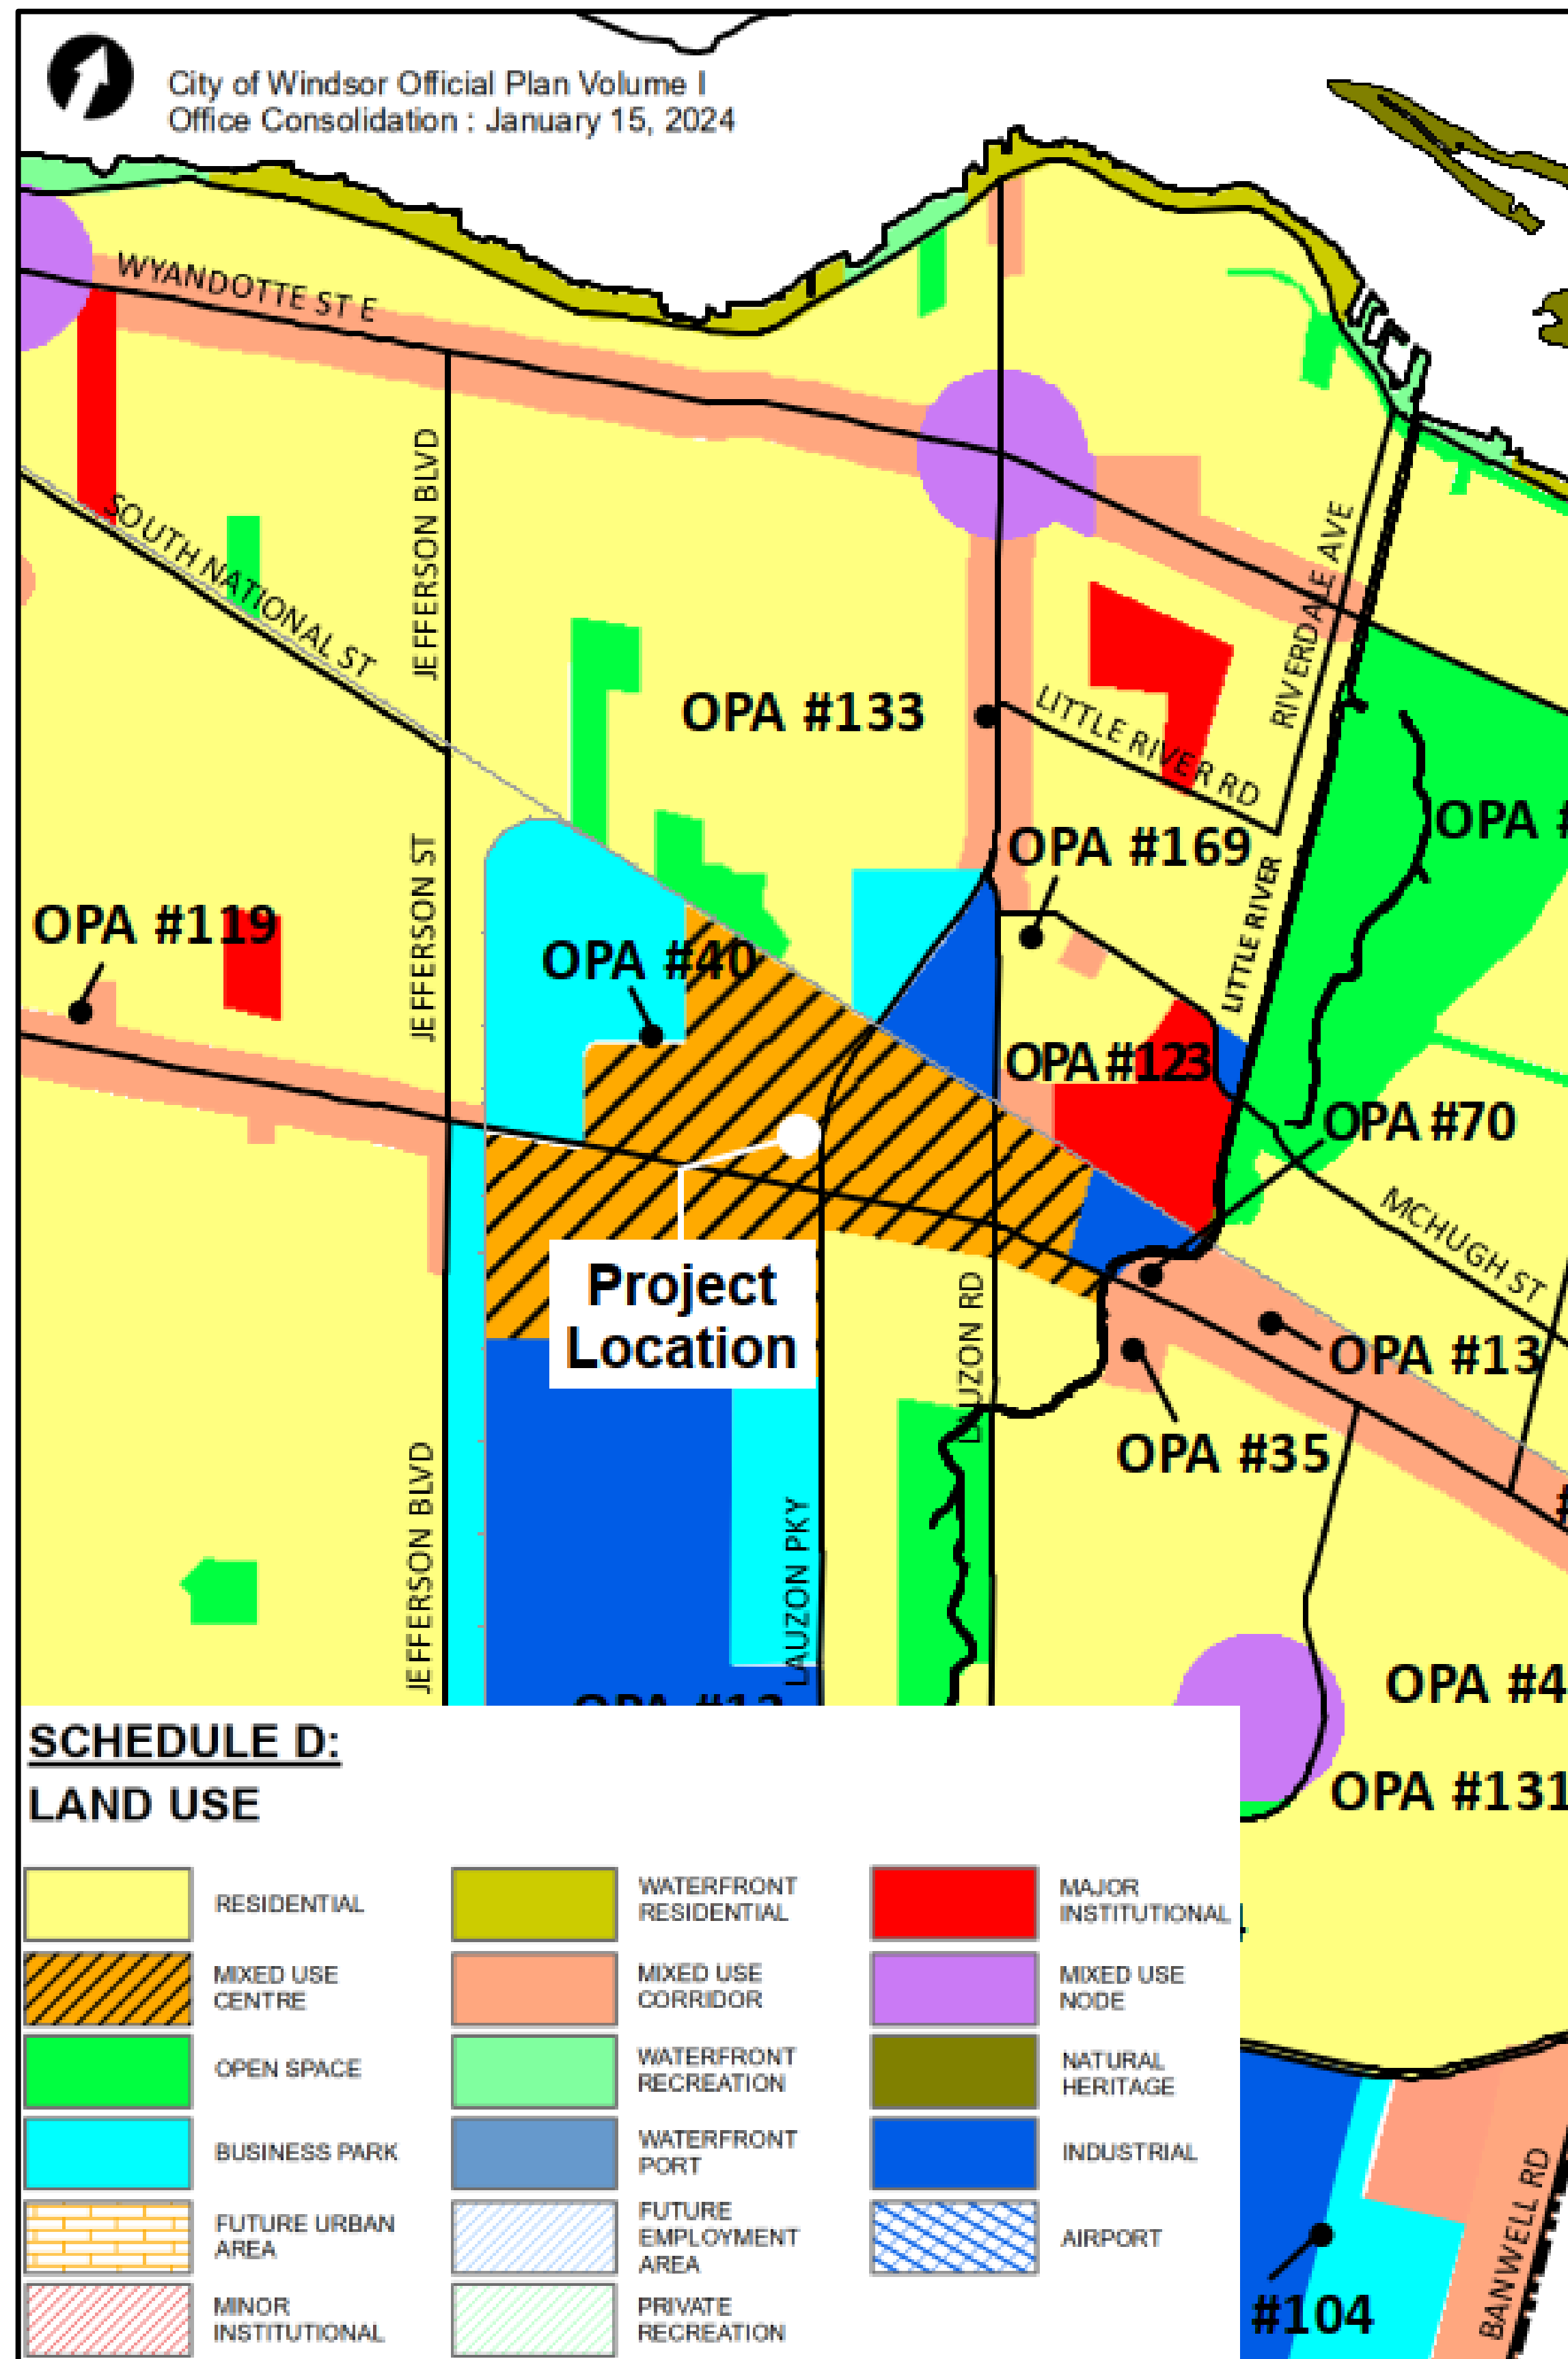 City of Windsor Official Plan Volume I
Office Consolidation : January 15, 2024
WYANDOTTE ST E
SOUTH NATIONAL ST
JEFFERSON BLVD
RIVERDALE AVE
OPA #133
LITTLE RIVER RD
OPA #
OPA #169
LITTLE RIVER
JEFFERSON ST
OPA #119
OPA #40
OPA #123
OPA #70
MCHUGH ST
Project
Location
LAUZON RD
OPA #13
OPA #35
JEFFERSON BLVD
LAUZON PKY
OPA #4
OPA #131
SCHEDULE D:
LAND USE
RESIDENTIAL
WATERFRONT
RESIDENTIAL
MAJOR
INSTITUTIONAL
MIXED USE
CENTRE
MIXED USE
CORRIDOR
MIXED USE
NODE
OPEN SPACE
WATERFRONT
RECREATION
NATURAL
HERITAGE
BUSINESS PARK
WATERFRONT
PORT
INDUSTRIAL
FUTURE URBAN
AREA
FUTURE
EMPLOYMENT
AREA
AIRPORT
MINOR
INSTITUTIONAL
PRIVATE
RECREATION
BANWELL RD
#104